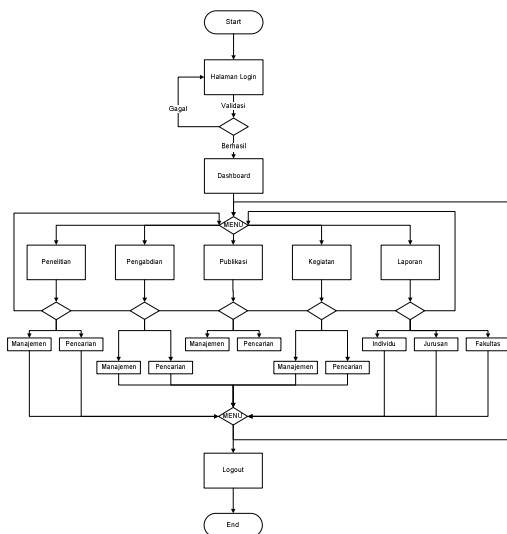 Start
Halaman Login
Gagal
Validasi
Berhasil
Dashboard
MENU
Penelitian
Pengabdian
Publikasi
Kegiatan
Laporan
Manajemen
Pencarian
Manajemen
Pencarian
Individu
Jurusan
Fakultas
Manajemen
Pencarian
Manajemen
Pencarian
MENU
Logout
End